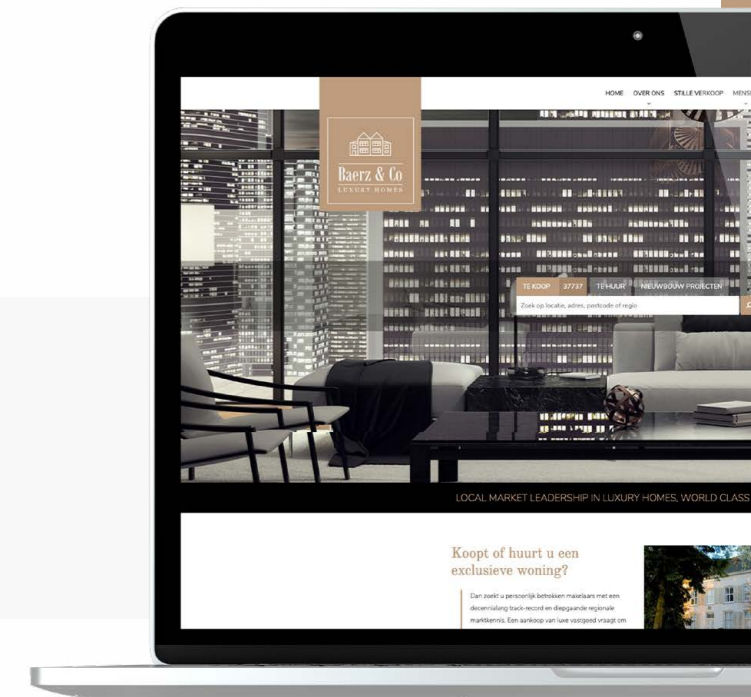 HOME OVER ONS STILLE VERKOOP
Baerz & Co
LUXURY HOMES
TE KOOP 37737 TE HUUR NIEUWBOUW PROJECTEN
Zoek op locatie, adres, postcode of regio
LOCAL MARKET LEADERSHIP IN LUXURY HOMES, WORLD CLASS
Koopt of huurt u een
exclusieve woning?
Dan zoekt u persoonlijk betrokken makelaars met een
decennialang track-record en diepgaande regionale
marktkennis. Een aankoop van luxe vastgoed vraagt om